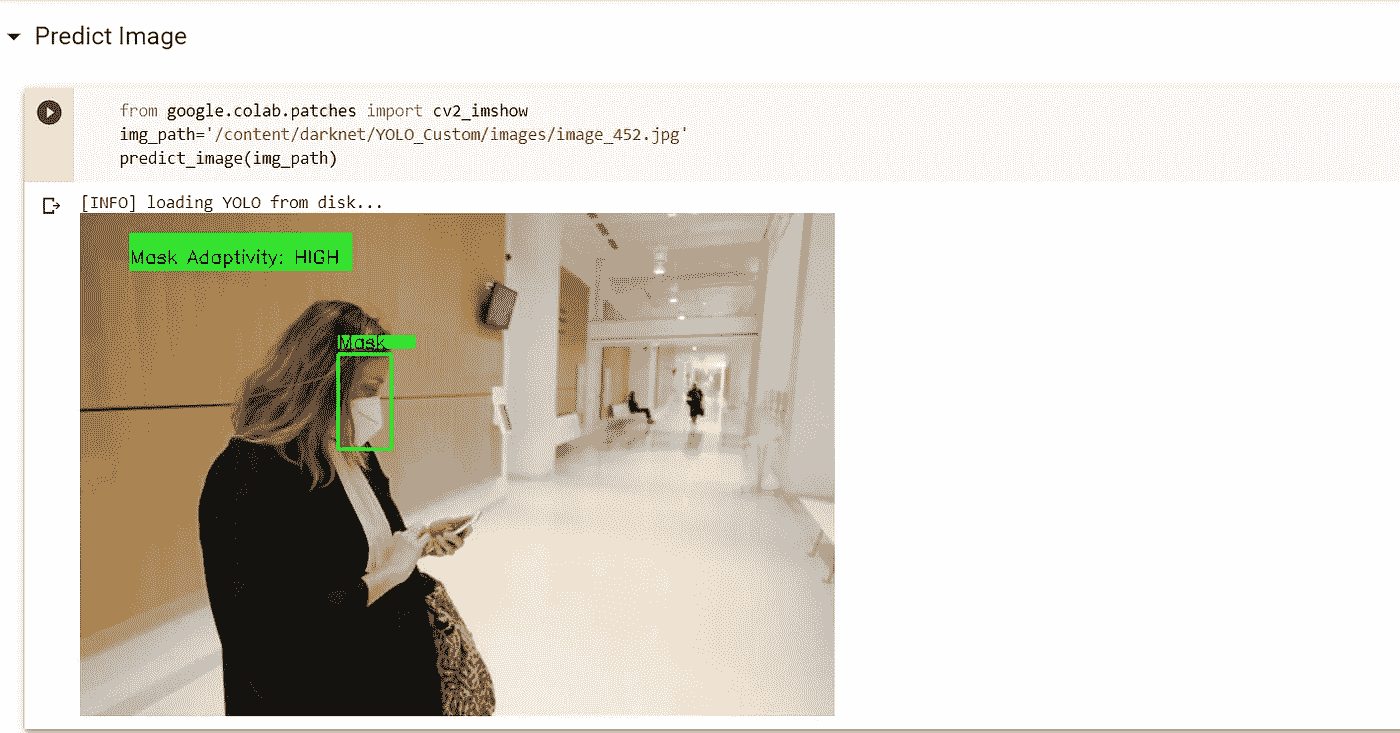 Predict Image
from google.colab.patches import cv2_imshow
img_path='/content/darknet/YOLO_Custom/images/image_452.jpg'
predict_image(img_path)
[INFO] loading YOLO from disk...
Mask Adaptivity: HIGH
Mask